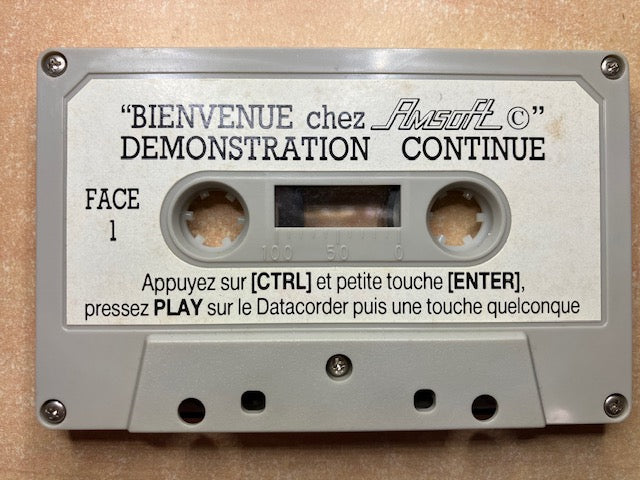 "BIENVENUE chez Amsoft ©"
DEMONSTRATION CONTINUE
FACE
1
100 50 0
Appuyez sur [CTRL] et petite touche [ENTER],
pressez PLAY sur le Datacorder puis une touche quelconque